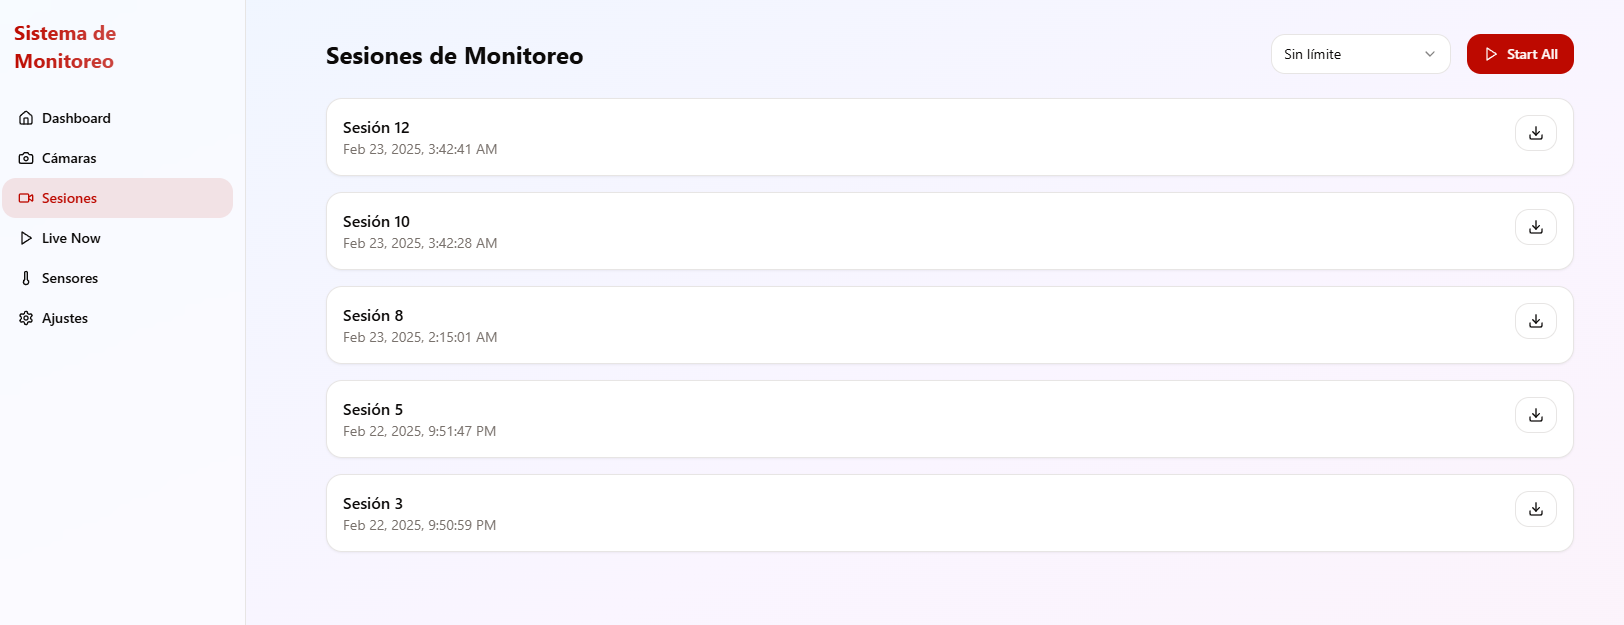 Sistema de
Monitoreo
Dashboard
Cámaras
Sesiones
Live Now
Sensores
Ajustes
Sesiones de Monitoreo
Sin límite
Start All
Sesión 12
Feb 23, 2025, 3:42:41 AM
Sesión 10
Feb 23, 2025, 3:42:28 AM
Sesión 8
Feb 23, 2025, 2:15:01 AM
Sesión 5
Feb 22, 2025, 9:51:47 PM
Sesión 3
Feb 22, 2025, 9:50:59 PM